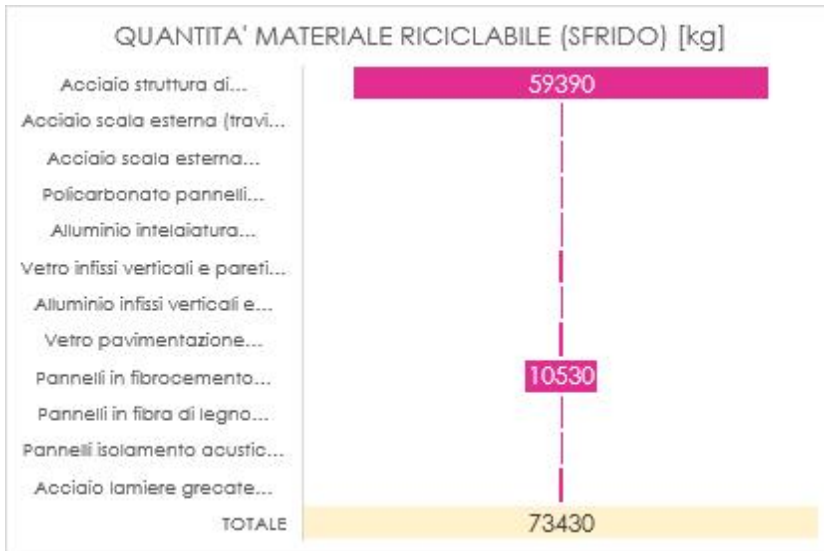 QUANTITA' MATERIALE RICICLABILE (SFRIDO) [kg]
Acciaio struttura di... 59390
Acciaio scala esterna (travi...
Acciaio scala esterna...
Policarbonato pannelli...
Alluminio intelaiatura...
Vetro infissi verticali e pareti...
Alluminio infissi verticali e...
Vetro pavimentazione...
Pannelli in fibrocemento... 10530
Pannelli in fibra di legno...
Pannelli isolamento acustic...
Acciaio lamiere grecate...
TOTALE 73430